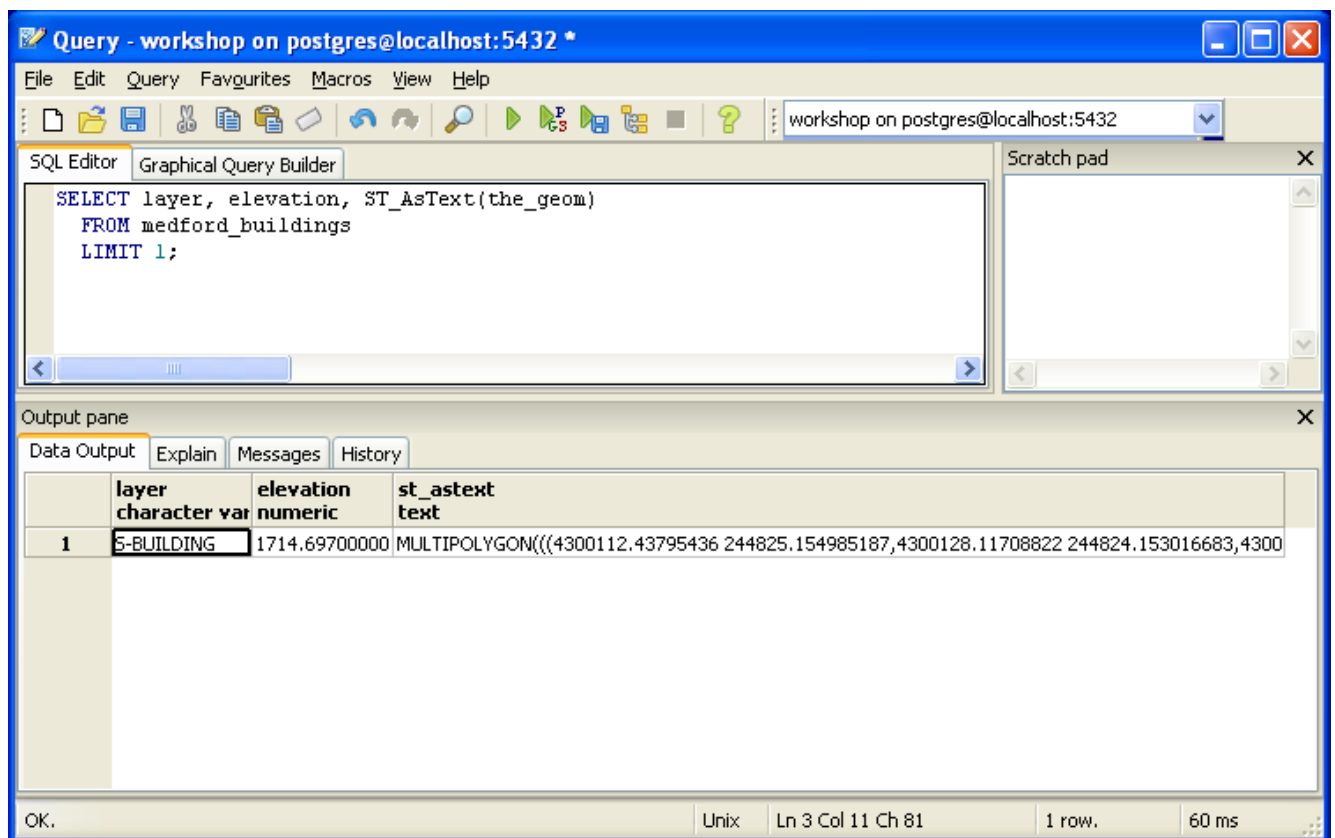 Query - workshop on postgres@localhost:5432 *
File Edit Query Favourites Macros View Help
workshop on postgres@localhost:5432
SQL Editor Graphical Query Builder
Scratch pad
SELECT layer, elevation, ST_AsText(the_geom)
FROM medford_buildings
LIMIT 1;
Output pane
Data Output Explain Messages History
layer elevation st_astext
character var numeric text
1 S-BUILDING 1714.69700000 MULTIPOLYGON(((4300112.43795436 244825.154985187,4300128.11708822 244824.153016683,4300
OK. Unix Ln 3 Col 11 Ch 81 1 row. 60 ms